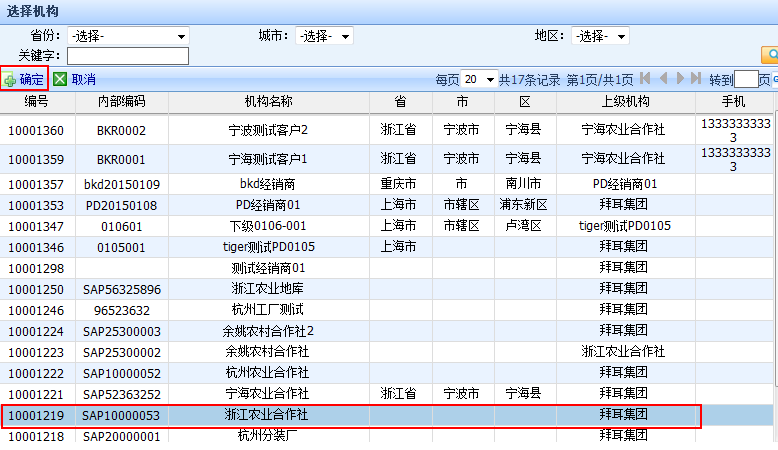 选择机构
省份: -选择- 城市: -选择- 地区: -选择-
关键字:
确定 取消 每页 20 共17条记录 第1页/共1页 转到 页
编号 内部编码 机构名称 省 市 区 上级机构 手机
10001360 BKR0002 宁波测试客户2 浙江省 宁波市 宁海县 宁海农业合作社 13333333333
10001359 BKR0001 宁海测试客户1 浙江省 宁波市 宁海县 宁海农业合作社 13333333333
10001357 bkd20150109 bkd经销商 重庆市 市 南川市 PD经销商01
10001353 PD20150108 PD经销商01 上海市 市辖区 浦东新区 拜耳集团
10001347 010601 下级0106-001 上海市 市辖区 卢湾区 tiger测试PD0105
10001346 0105001 tiger测试PD0105 上海市 拜耳集团
10001298 测试经销商01 拜耳集团
10001250 SAP56325896 浙江农业地库 拜耳集团
10001246 96523632 杭州工厂测试 拜耳集团
10001224 SAP25300003 余姚农村合作社2 拜耳集团
10001223 SAP25300002 余姚农村合作社 浙江农业合作社
10001222 SAP10000052 杭州农业合作社 拜耳集团
10001221 SAP52363252 宁海农业合作社 浙江省 宁波市 宁海县 拜耳集团
10001219 SAP10000053 浙江农业合作社 拜耳集团
10001218 SAP20000001 杭州分装厂 拜耳集团